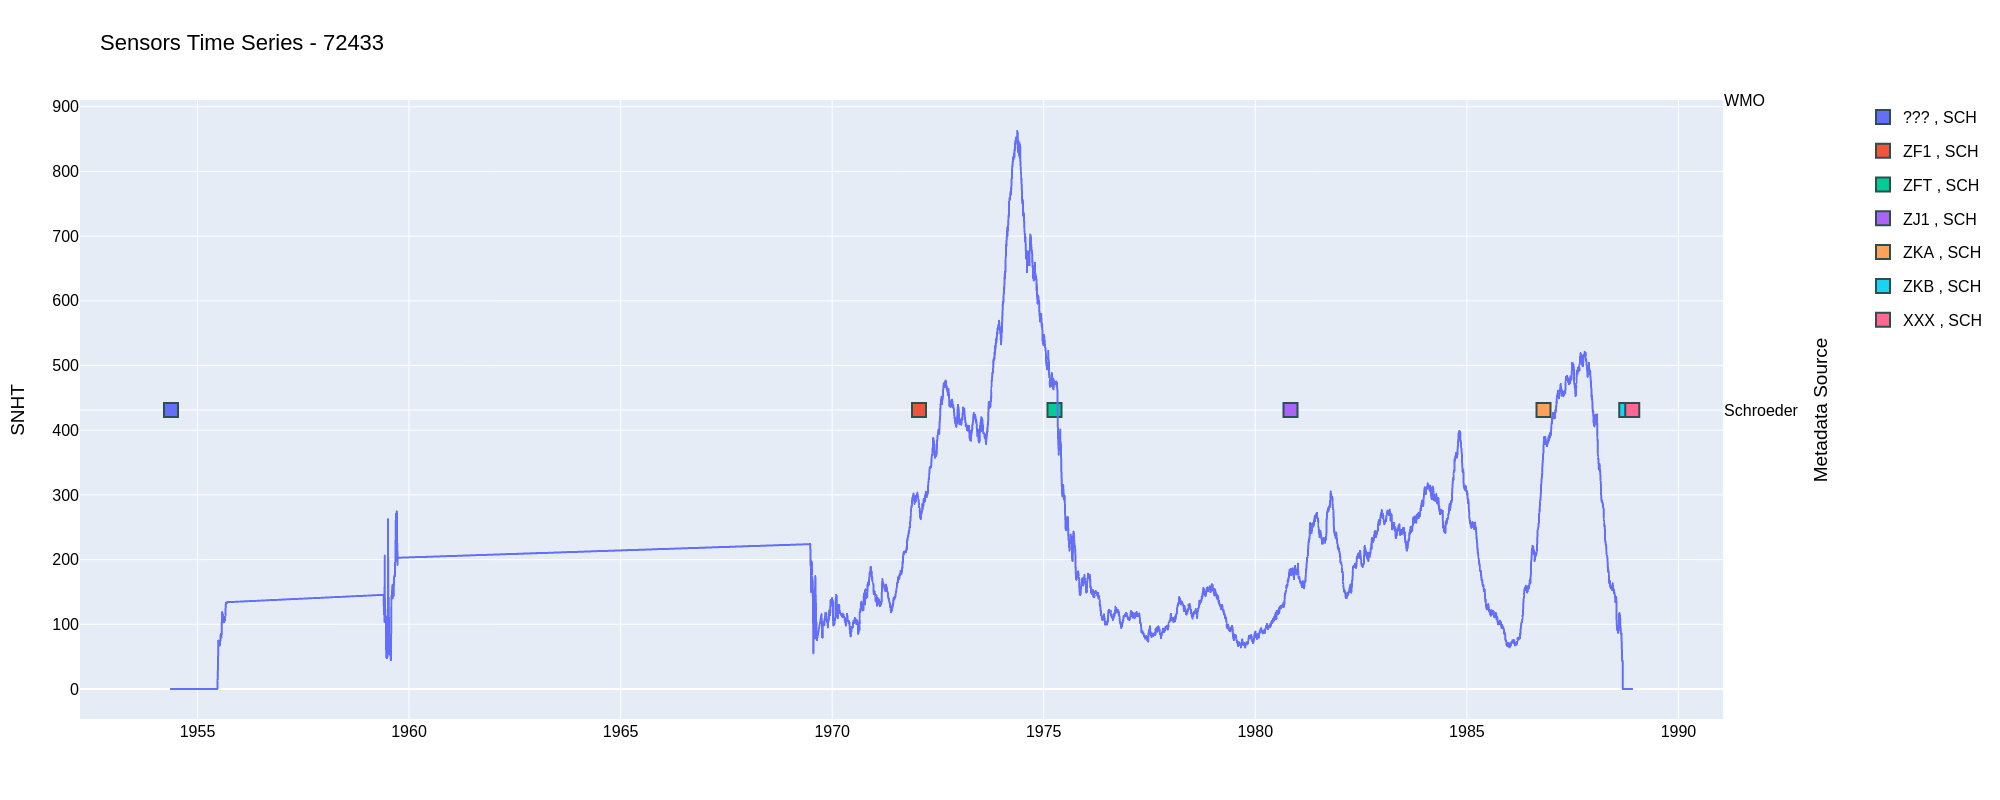 Sensors Time Series - 72433
900
800
700
600
500
400
300
200
100
0
SNHT
1955
1960
1965
1970
1975
1980
1985
1990
WMO
Schroeder
Metadata Source
??? , SCH
ZF1 , SCH
ZFT , SCH
ZJ1 , SCH
ZKA , SCH
ZKB , SCH
XXX , SCH